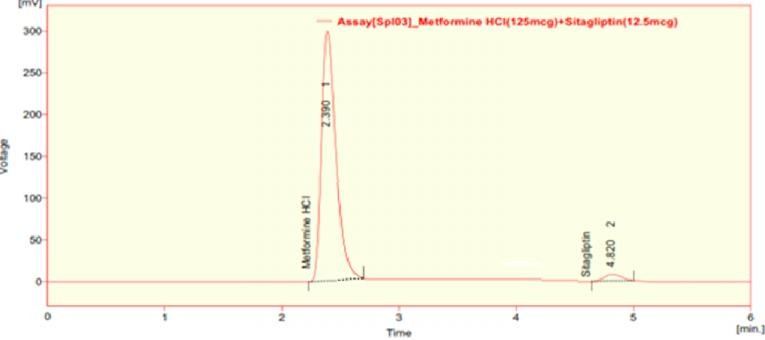 [mV]
Assay[Spl03]_Metformine HCl(125mcg)+Sitagliptin(12.5mcg)
300
250
200
150
100
50
0
Voltage
Metformine HCl
2.390 1
Sitagliptin
4.820 2
0 1 2 3 4 5 6
Time
[min.]